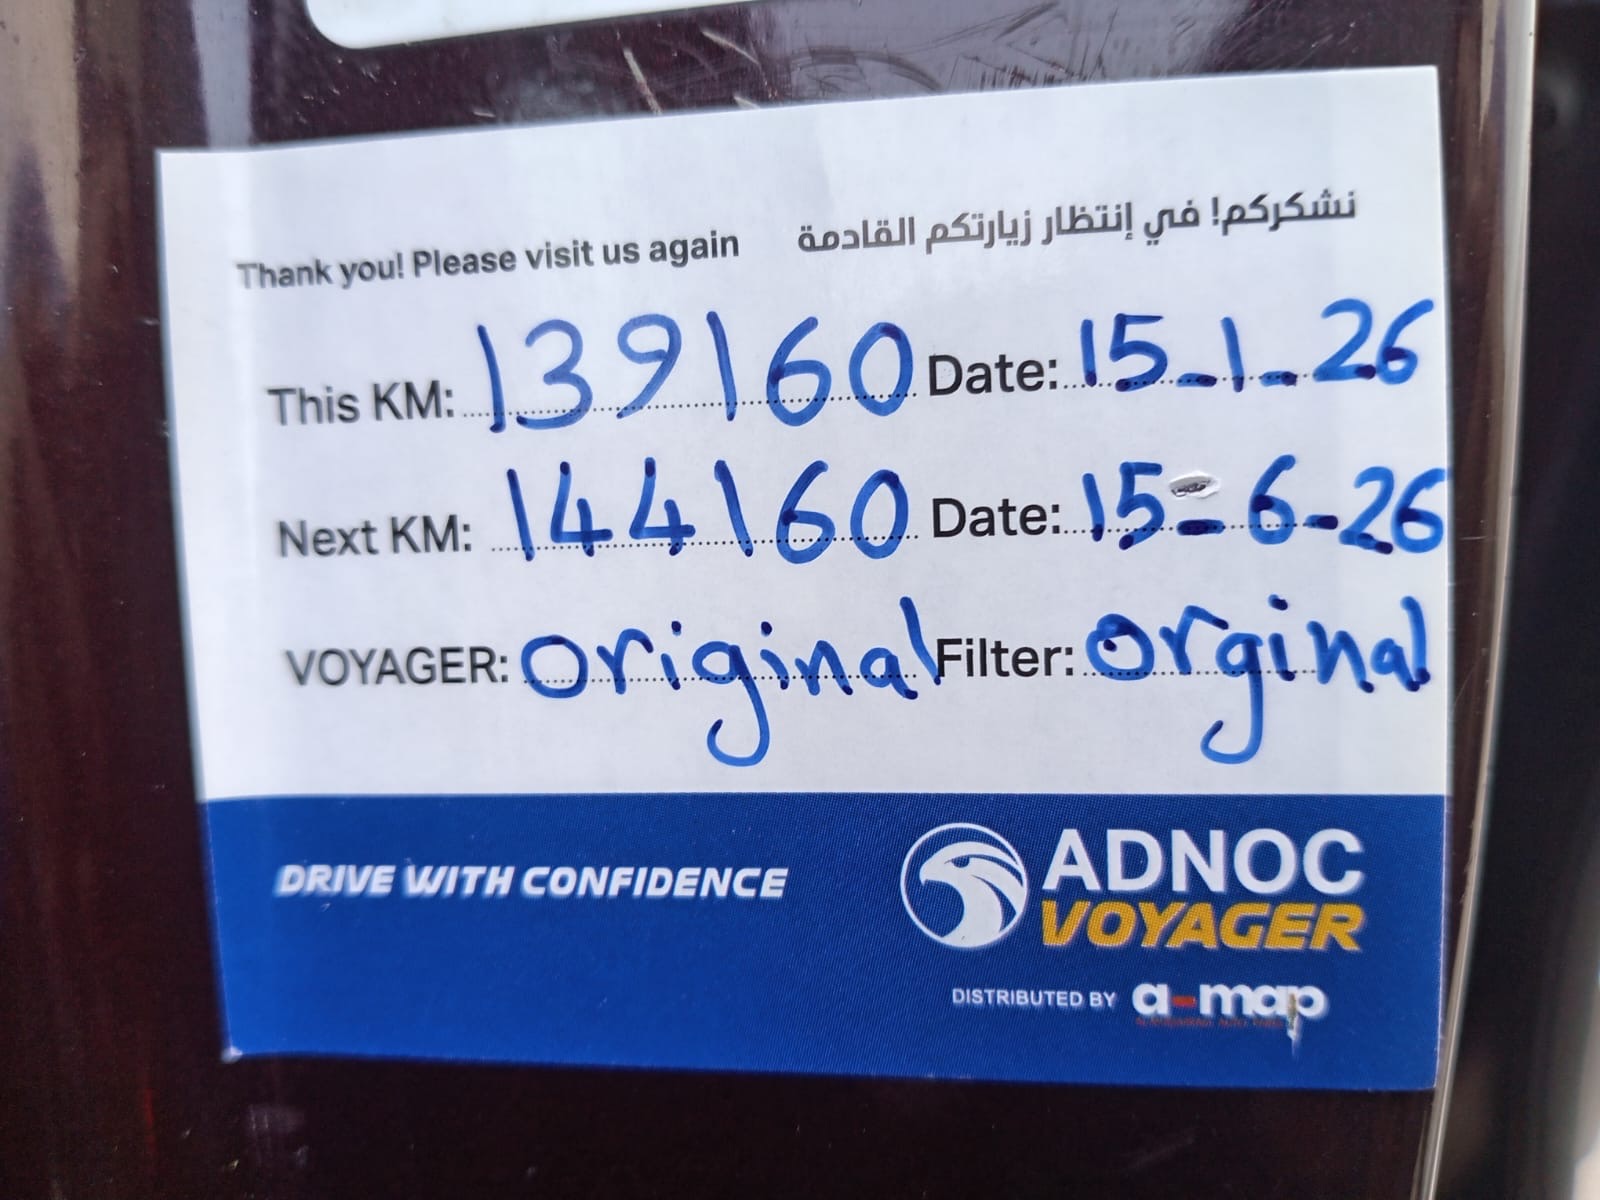 Thank you! Please visit us again نشكركم! في إنتظار زيارتكم القادمة
This KM: 139160 Date: 15-1-26
Next KM: 144160 Date: 15-6-26
VOYAGER: original Filter: orginal
DRIVE WITH CONFIDENCE
ADNOC
VOYAGER
DISTRIBUTED BY a-map